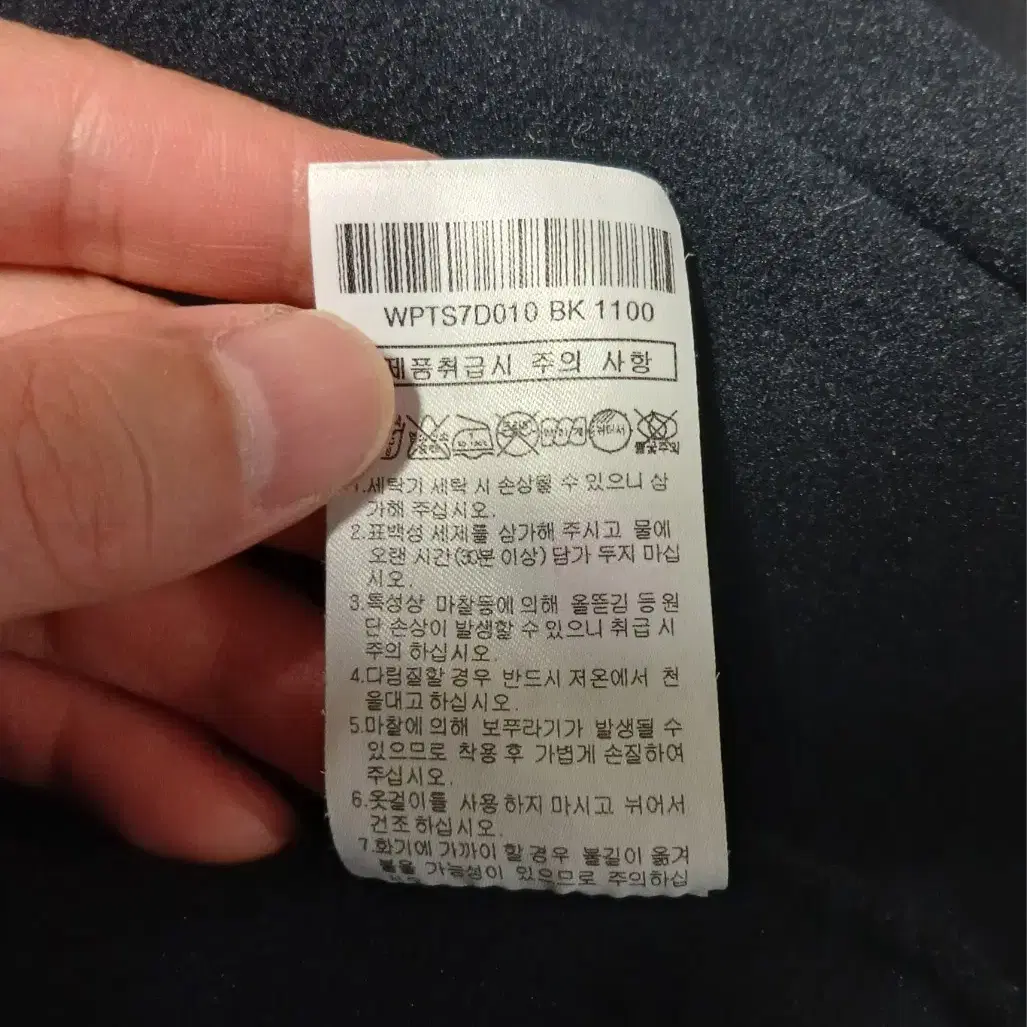 WPTS7D010 BK 1100
제품취급시 주의 사항
불꽃주의
1.세탁기 세탁 시 손상될 수 있으니 삼
가해 주십시오.
2.표백성 세제를 삼가해 주시고 물에
오랜 시간(30분 이상) 담가 두지 마십
시오.
3.특성상 마찰등에 의해 올뜯김 등 원
단 손상이 발생할 수 있으니 취급 시
주의 하십시오.
4.다림질할 경우 반드시 저온에서 천
을대고 하십시오.
5.마찰에 의해 보푸라기가 발생될 수
있으므로 착용 후 가볍게 손질하여
주십시오.
6.옷걸이를 사용 하지 마시고 뉘어서
건조 하십시오.
7.화기에 가까이 할 경우 불길이 옮겨
붙을 가능성이 있으므로 주의하십